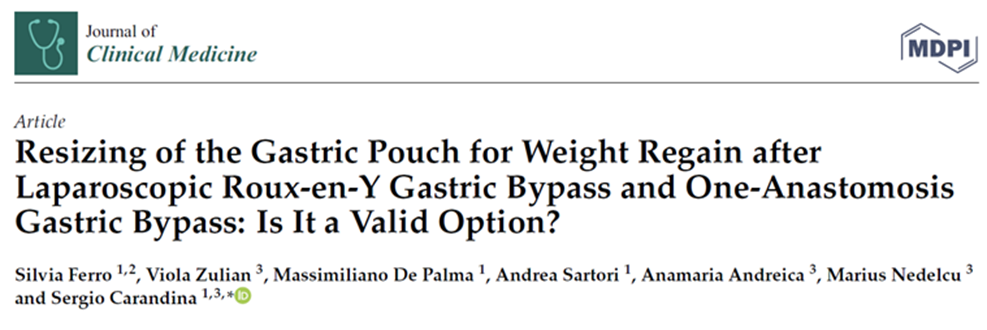 Journal of
Clinical Medicine
MDPI
Article
Resizing of the Gastric Pouch for Weight Regain after
Laparoscopic Roux-en-Y Gastric Bypass and One-Anastomosis
Gastric Bypass: Is It a Valid Option?
Silvia Ferro 1,2, Viola Zulian 3, Massimiliano De Palma 1, Andrea Sartori 1, Anamaria Andreica 3, Marius Nedelcu 3
and Sergio Carandina 1,3,* iD